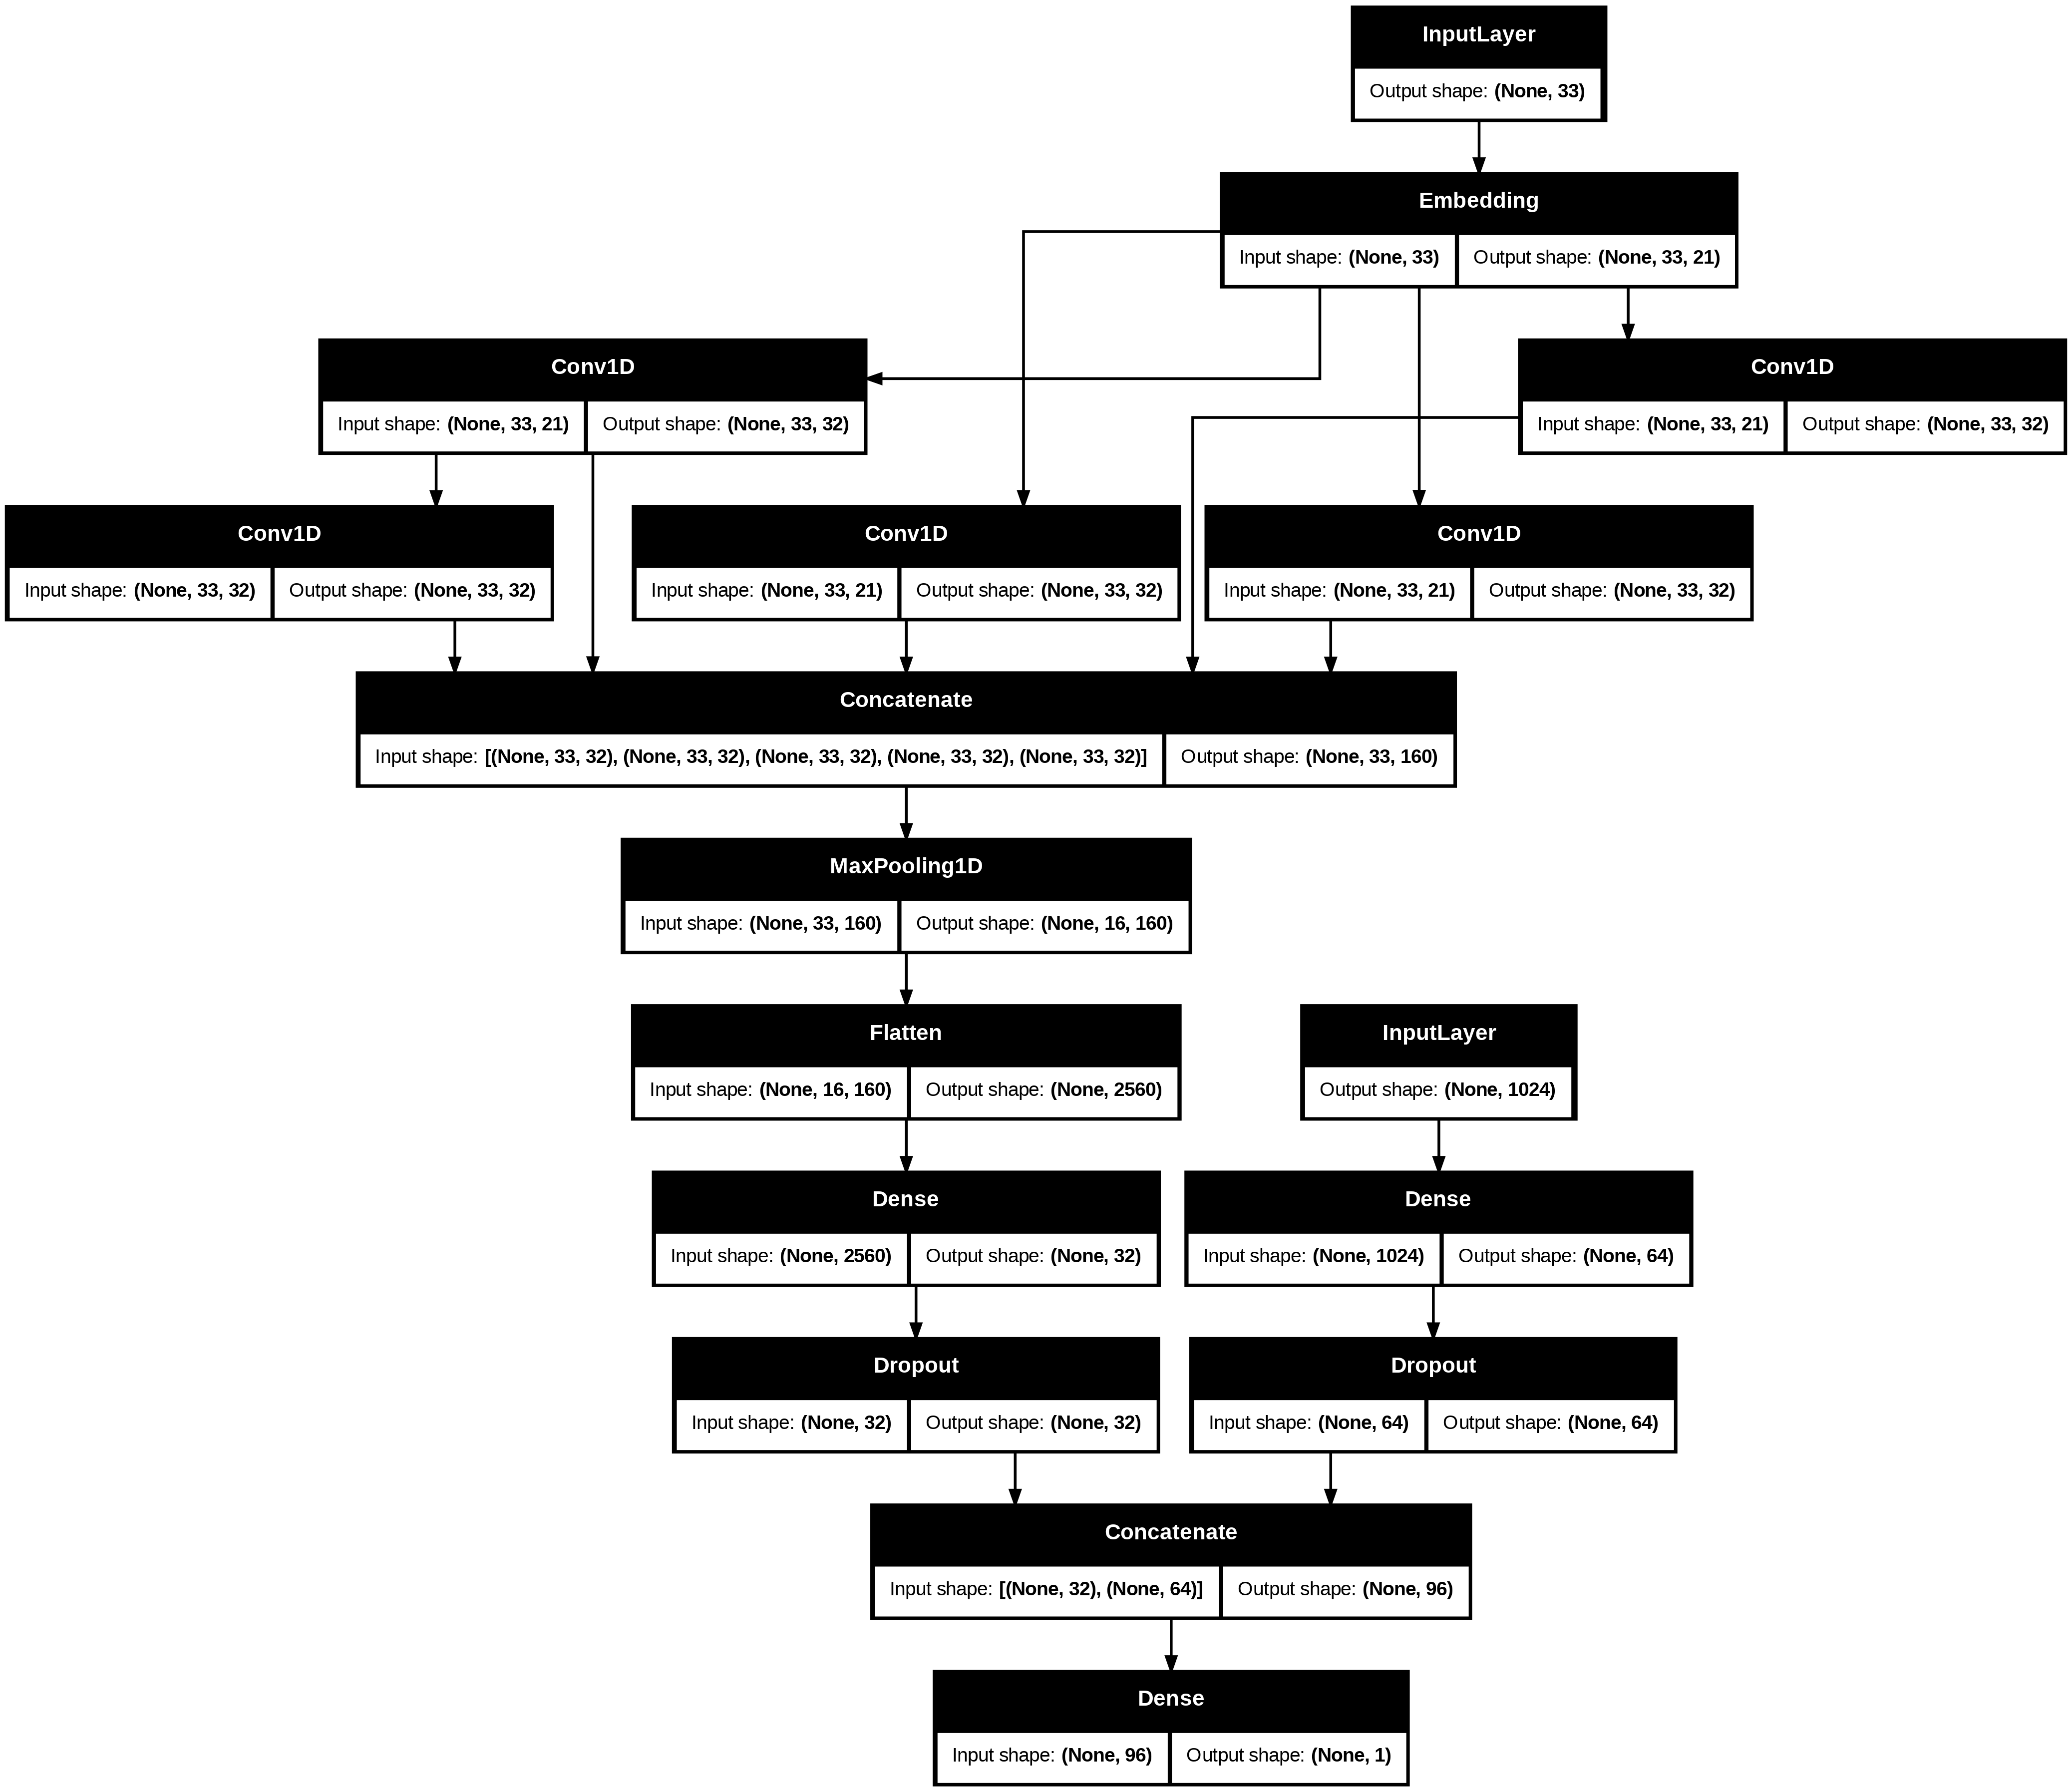 InputLayer
Output shape: (None, 33)
Embedding
Input shape: (None, 33) Output shape: (None, 33, 21)
Conv1D
Input shape: (None, 33, 21) Output shape: (None, 33, 32)
Conv1D
Input shape: (None, 33, 21) Output shape: (None, 33, 32)
Conv1D
Input shape: (None, 33, 32) Output shape: (None, 33, 32)
Conv1D
Input shape: (None, 33, 21) Output shape: (None, 33, 32)
Conv1D
Input shape: (None, 33, 21) Output shape: (None, 33, 32)
Concatenate
Input shape: [(None, 33, 32), (None, 33, 32), (None, 33, 32), (None, 33, 32), (None, 33, 32)] Output shape: (None, 33, 160)
MaxPooling1D
Input shape: (None, 33, 160) Output shape: (None, 16, 160)
Flatten
Input shape: (None, 16, 160) Output shape: (None, 2560)
InputLayer
Output shape: (None, 1024)
Dense
Input shape: (None, 2560) Output shape: (None, 32)
Dense
Input shape: (None, 1024) Output shape: (None, 64)
Dropout
Input shape: (None, 32) Output shape: (None, 32)
Dropout
Input shape: (None, 64) Output shape: (None, 64)
Concatenate
Input shape: [(None, 32), (None, 64)] Output shape: (None, 96)
Dense
Input shape: (None, 96) Output shape: (None, 1)